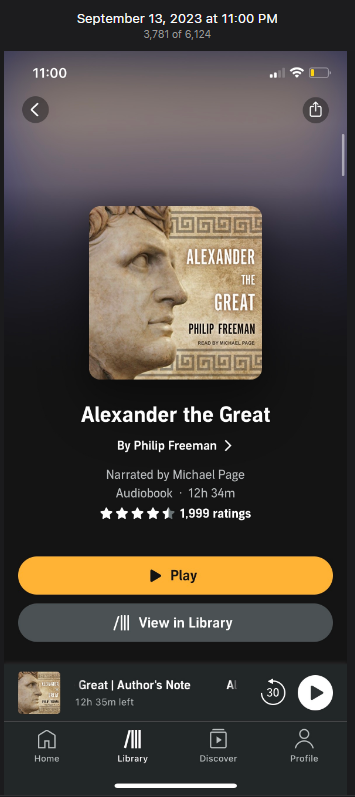 September 13, 2023 at 11:00 PM
3,781 of 6,124
11:00
ALEXANDER
THE
GREAT
PHILIP FREEMAN
READ BY MICHAEL PAGE
Alexander the Great
By Philip Freeman
Narrated by Michael Page
Audiobook · 12h 34m
1,999 ratings
Play
View in Library
Great | Author's Note Al
12h 35m left
30
Home Library Discover Profile